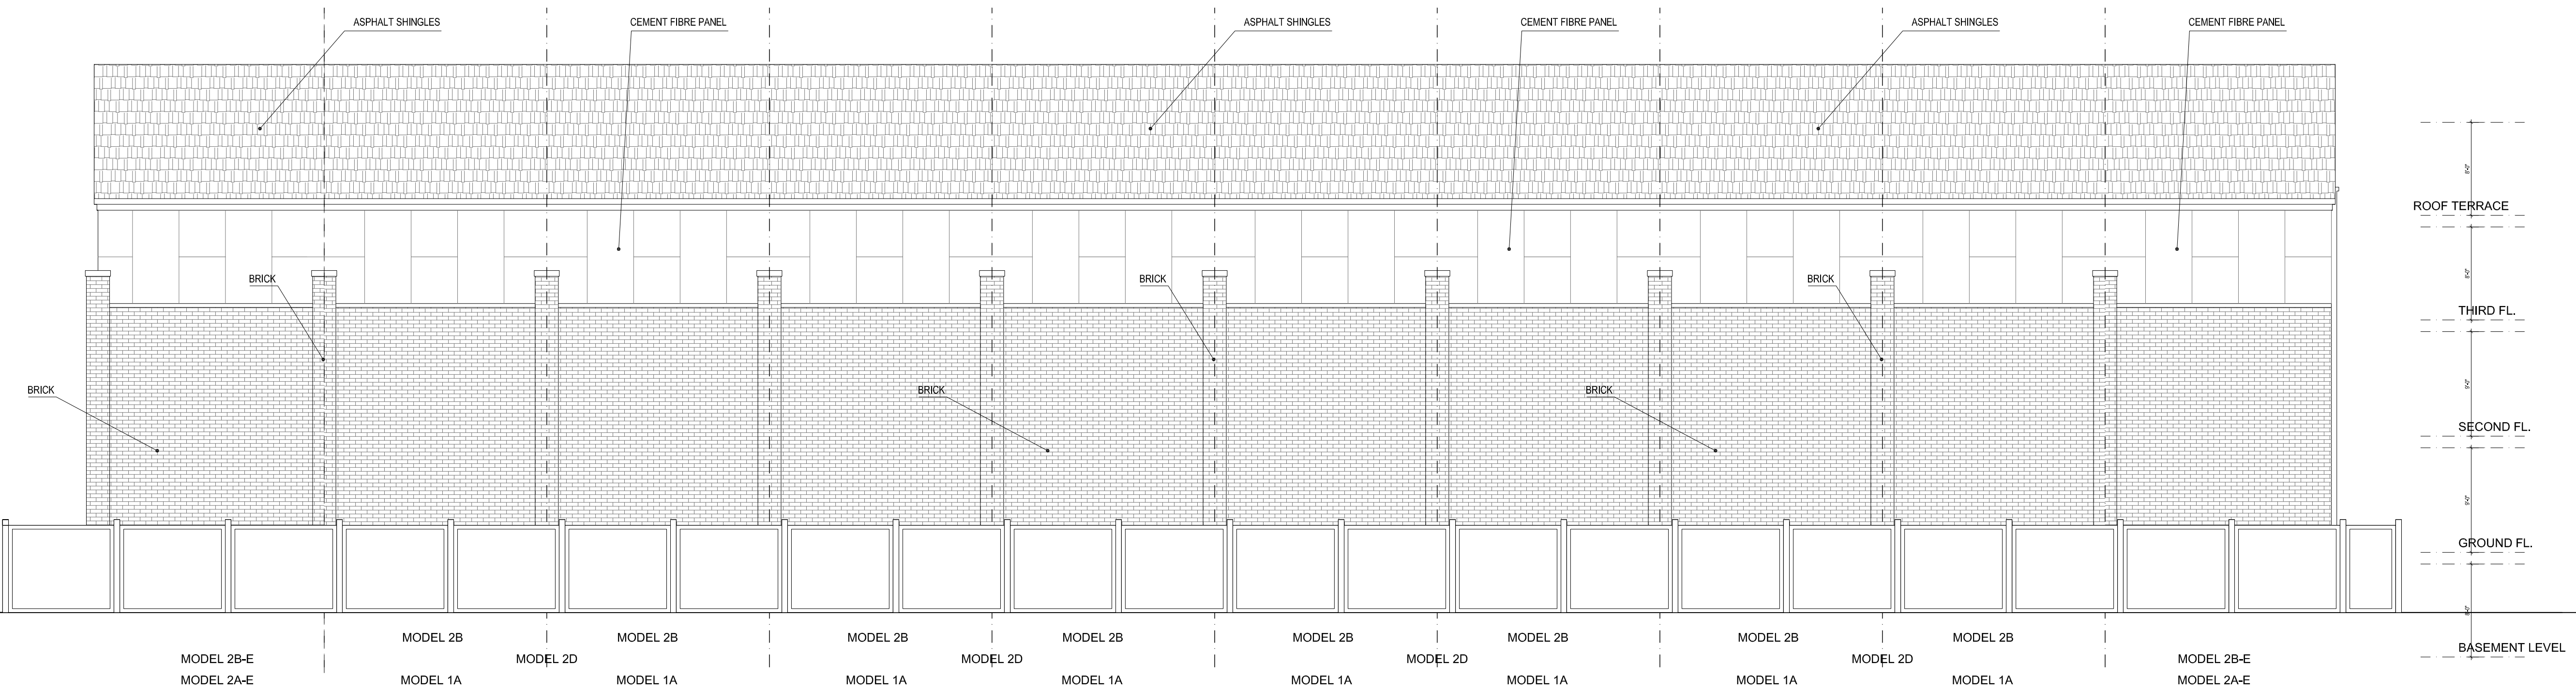 ASPHALT SHINGLES
CEMENT FIBRE PANEL
ASPHALT SHINGLES
CEMENT FIBRE PANEL
ASPHALT SHINGLES
CEMENT FIBRE PANEL
ROOF TERRACE
BRICK
BRICK
BRICK
THIRD FL.
BRICK
BRICK
BRICK
SECOND FL.
GROUND FL.
MODEL 2B
MODEL 2B
MODEL 2B
MODEL 2B
MODEL 2B
MODEL 2B
MODEL 2B
MODEL 2B
BASEMENT LEVEL
MODEL 2B-E
MODEL 2D
MODEL 2D
MODEL 2D
MODEL 2D
MODEL 2B-E
MODEL 2A-E
MODEL 1A
MODEL 1A
MODEL 1A
MODEL 1A
MODEL 1A
MODEL 1A
MODEL 1A
MODEL 1A
MODEL 2A-E